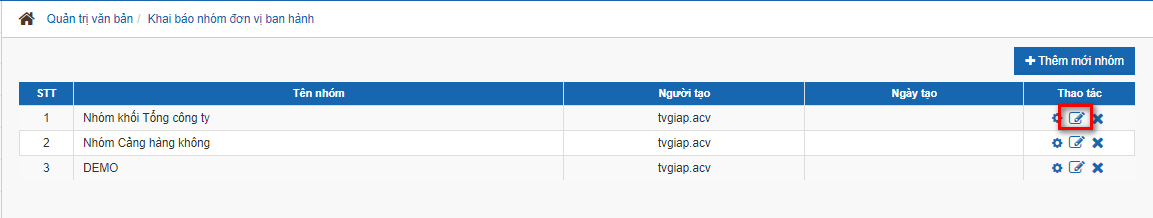 Quản trị văn bản / Khai báo nhóm đơn vị ban hành
Thêm mới nhóm
STT Tên nhóm Người tạo Ngày tạo Thao tác
1 Nhóm khối Tổng công ty tvgiap.acv
2 Nhóm Cảng hàng không tvgiap.acv
3 DEMO tvgiap.acv